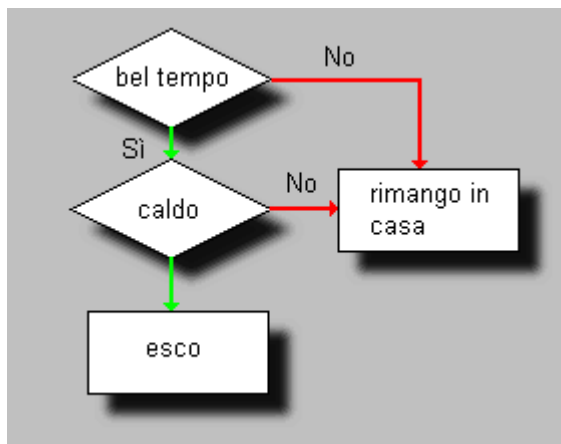 No
bel tempo
Sì
No
caldo
rimango in
casa
esco